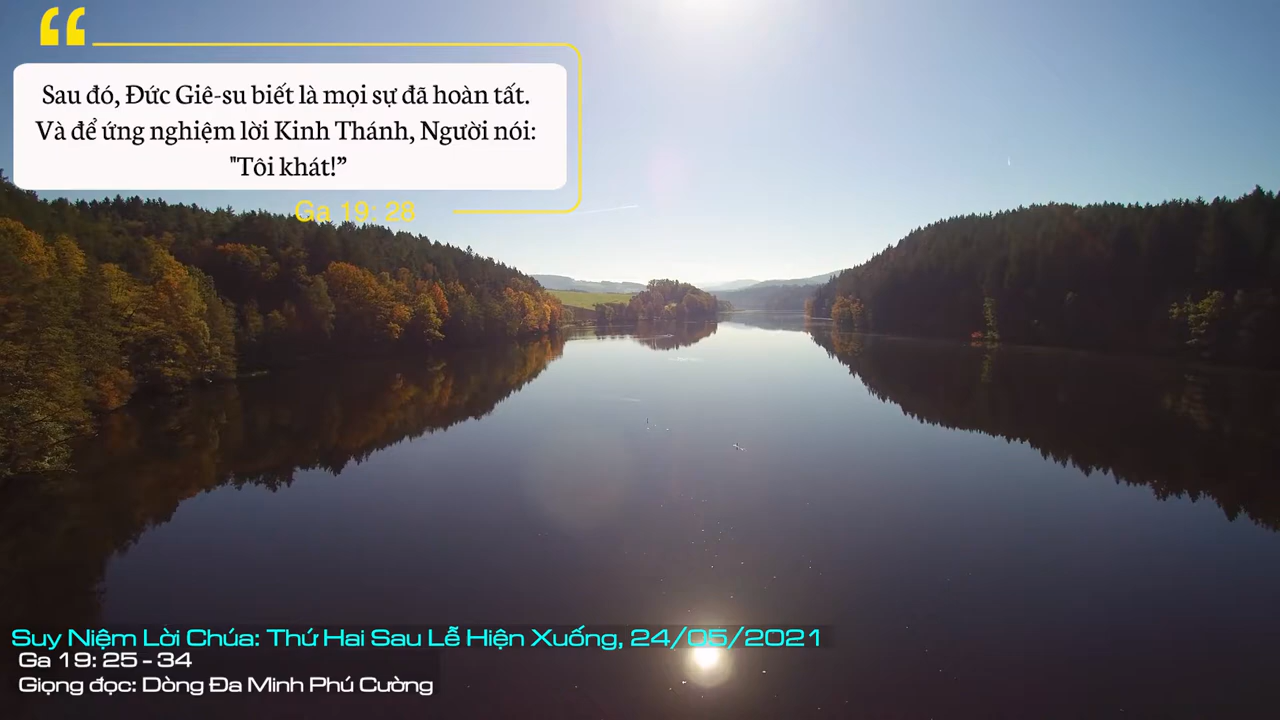 Sau đó, Đức Giê-su biết là mọi sự đã hoàn tất.
Và để ứng nghiệm lời Kinh Thánh, Người nói:
"Tôi khát!”
Ga 19: 28
Suy Niệm Lời Chúa: Thứ Hai Sau Lễ Hiện Xuống, 24/05/2021
Ga 19: 25 - 34
Giọng đọc: Dòng Đa Minh Phú Cường